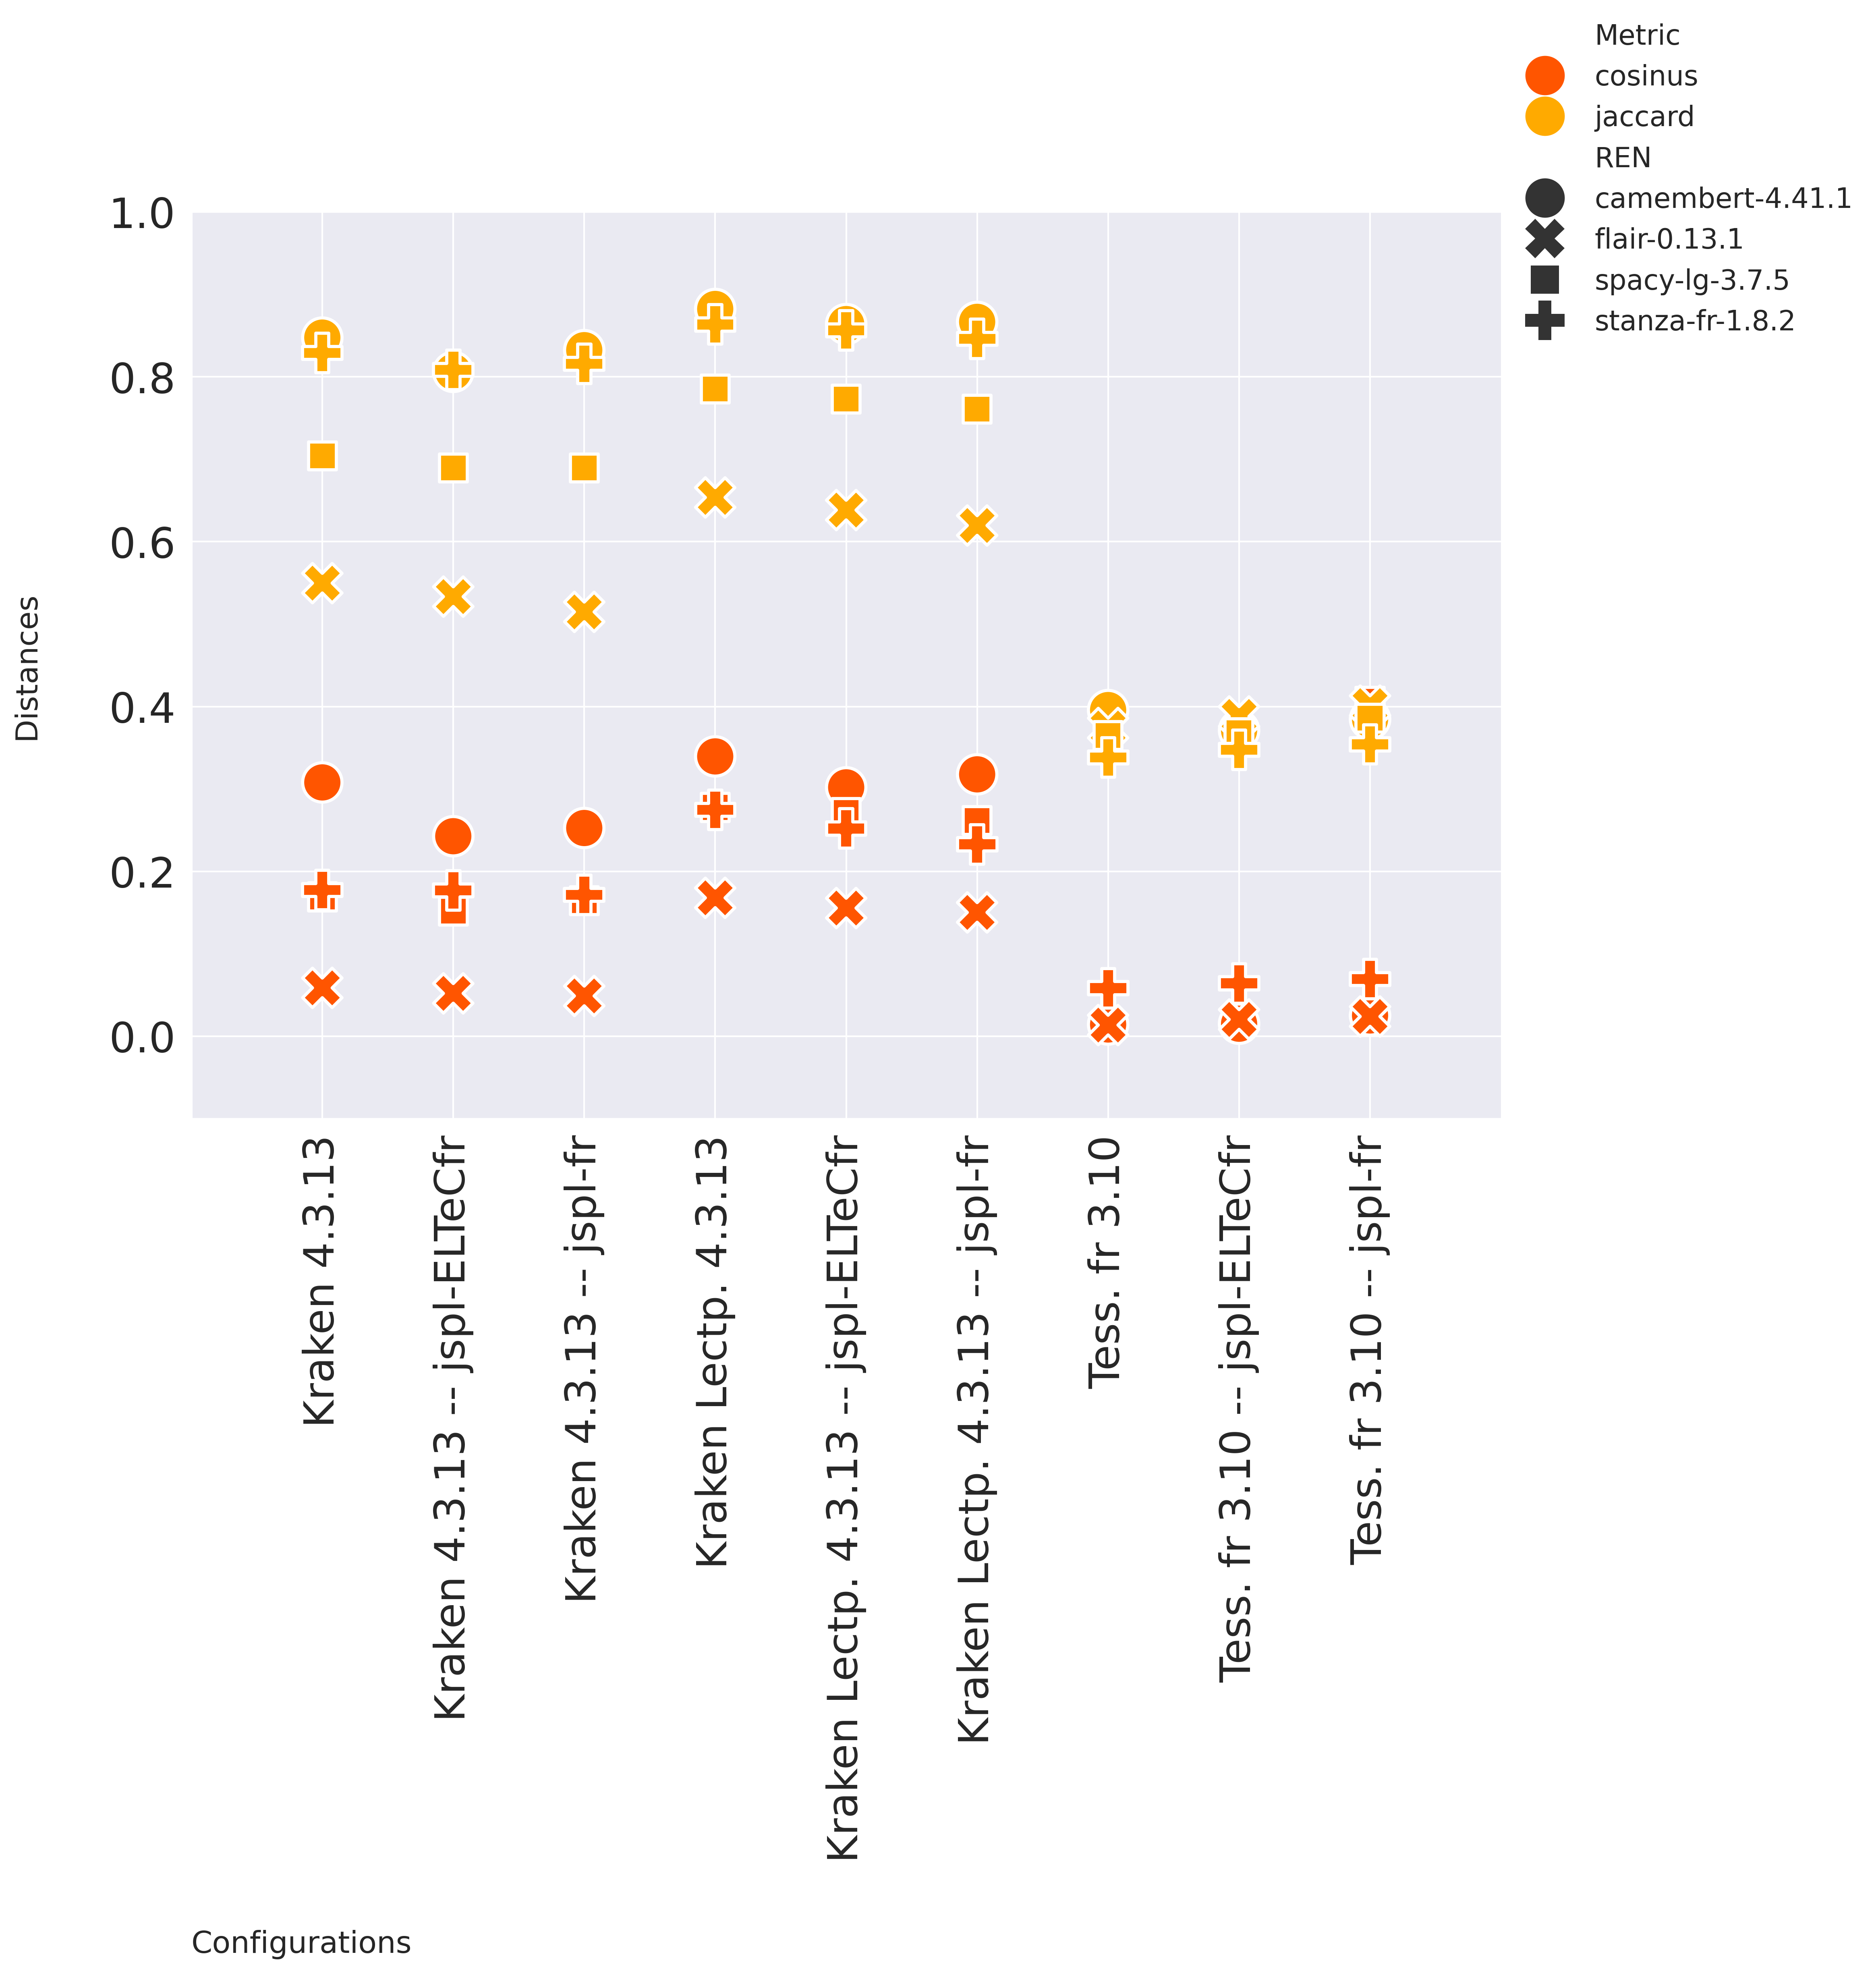 Metric
cosinus
jaccard
REN
camembert-4.41.1
flair-0.13.1
spacy-lg-3.7.5
stanza-fr-1.8.2
1.0
0.8
0.6
0.4
0.2
0.0
Distances
Kraken 4.3.13
Kraken 4.3.13 -- jspl-ELTeCfr
Kraken 4.3.13 -- jspl-fr
Kraken Lectp. 4.3.13
Kraken Lectp. 4.3.13 -- jspl-ELTeCfr
Kraken Lectp. 4.3.13 -- jspl-fr
Tess. fr 3.10
Tess. fr 3.10 -- jspl-ELTeCfr
Tess. fr 3.10 -- jspl-fr
Configurations